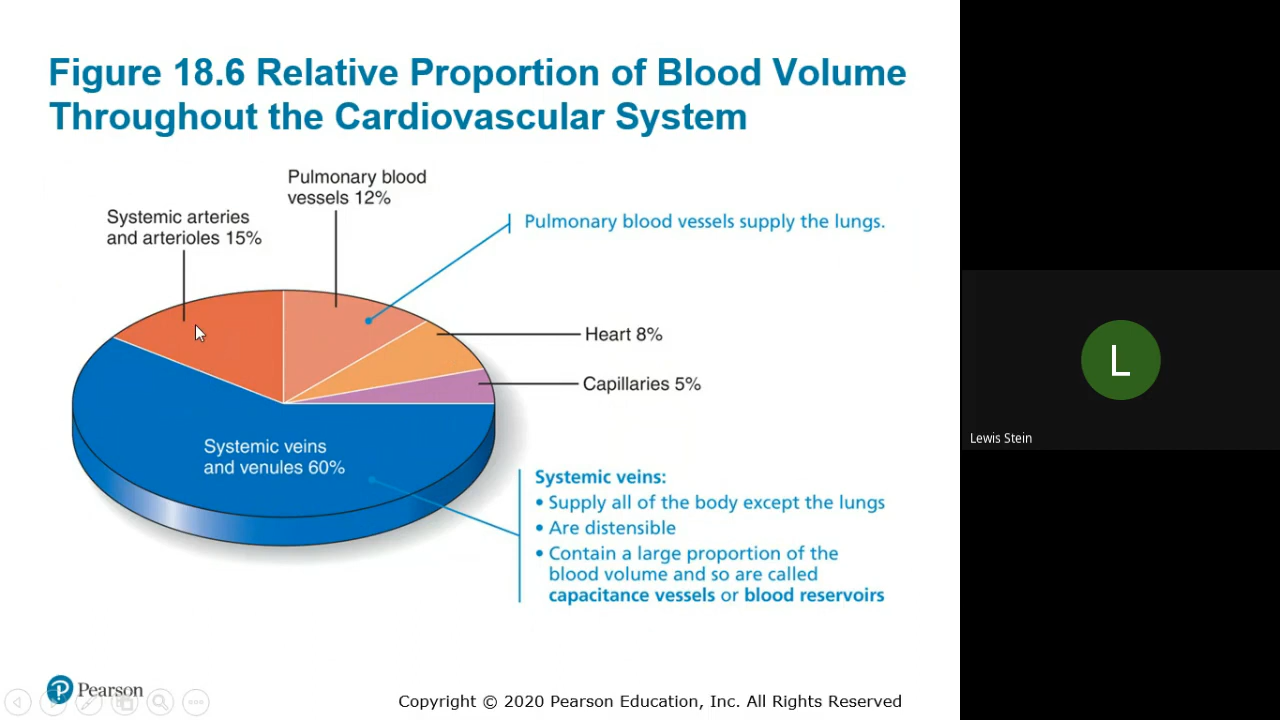 Figure 18.6 Relative Proportion of Blood Volume
Throughout the Cardiovascular System
Pulmonary blood
vessels 12%
Systemic arteries
and arterioles 15%
Pulmonary blood vessels supply the lungs.
Heart 8%
Capillaries 5%
Systemic veins
and venules 60%
Systemic veins:
• Supply all of the body except the lungs
• Are distensible
• Contain a large proportion of the
blood volume and so are called
capacitance vessels or blood reservoirs
P Pearson
Copyright © 2020 Pearson Education, Inc. All Rights Reserved
L
Lewis Stein